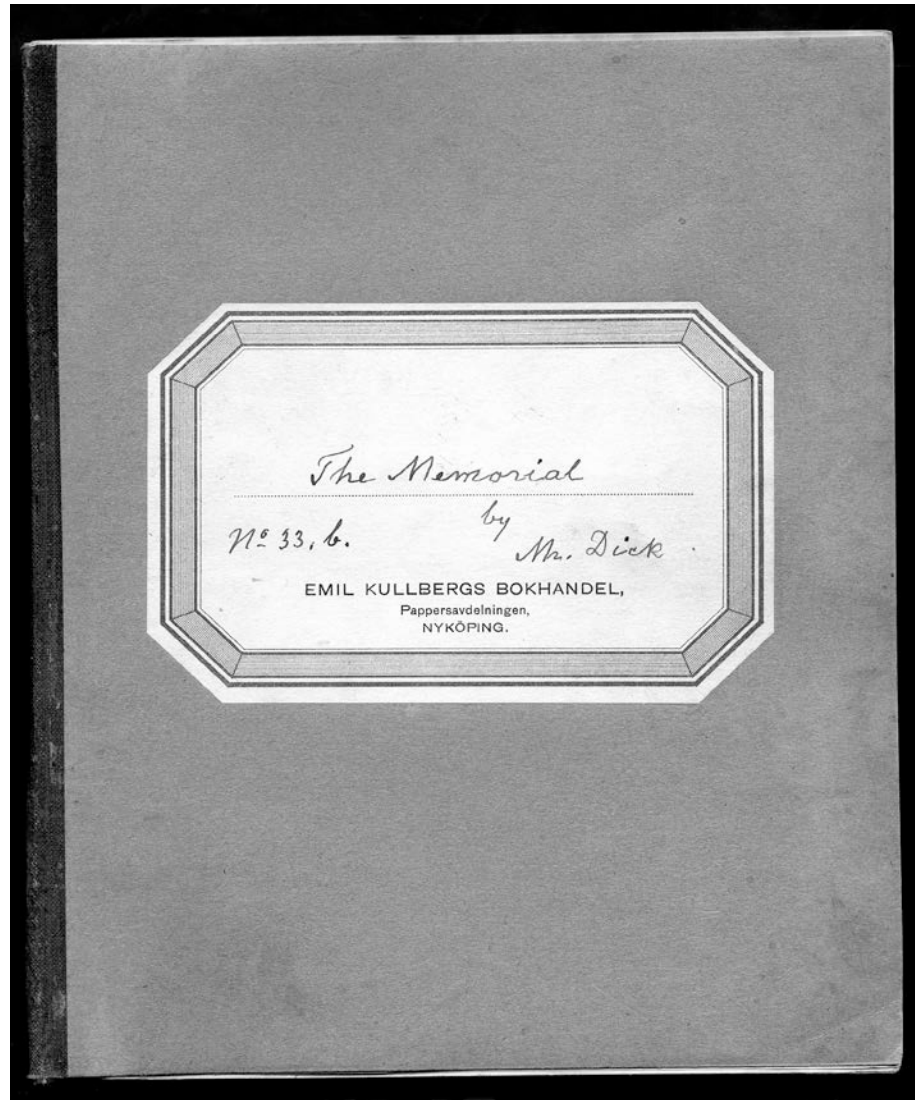 The Memorial
by
Nº 33, b.
Mr. Dick.
EMIL KULLBERGS BOKHANDEL,
Pappersavdelningen,
NYKÖPING.